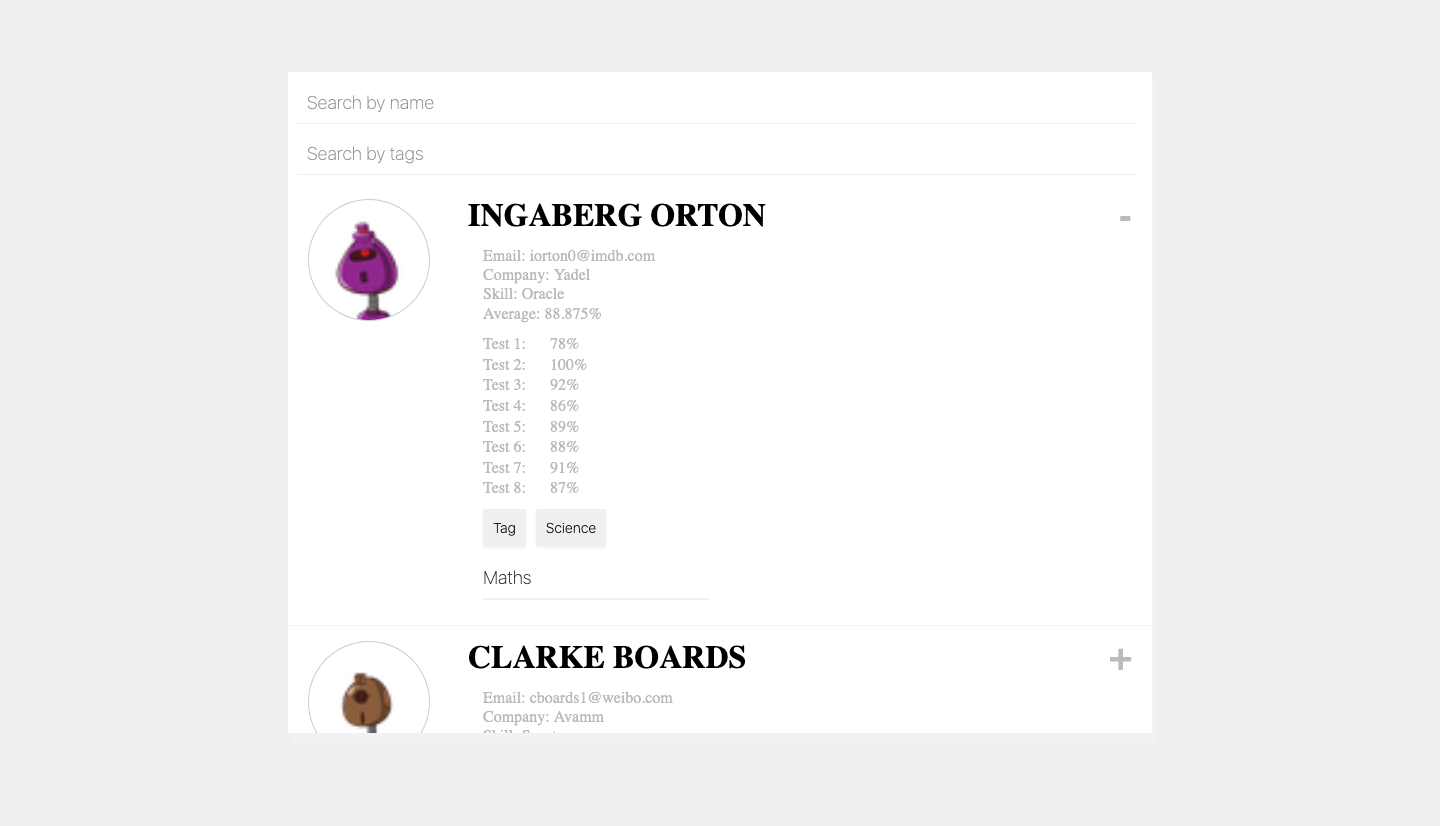 Search by name
Search by tags
INGABERG ORTON
-
Email: iorton0@imdb.com
Company: Yadel
Skill: Oracle
Average: 88.875%
Test 1: 78%
Test 2: 100%
Test 3: 92%
Test 4: 86%
Test 5: 89%
Test 6: 88%
Test 7: 91%
Test 8: 87%
Tag Science
Maths
CLARKE BOARDS
+
Email: cboards1@weibo.com
Company: Avamm